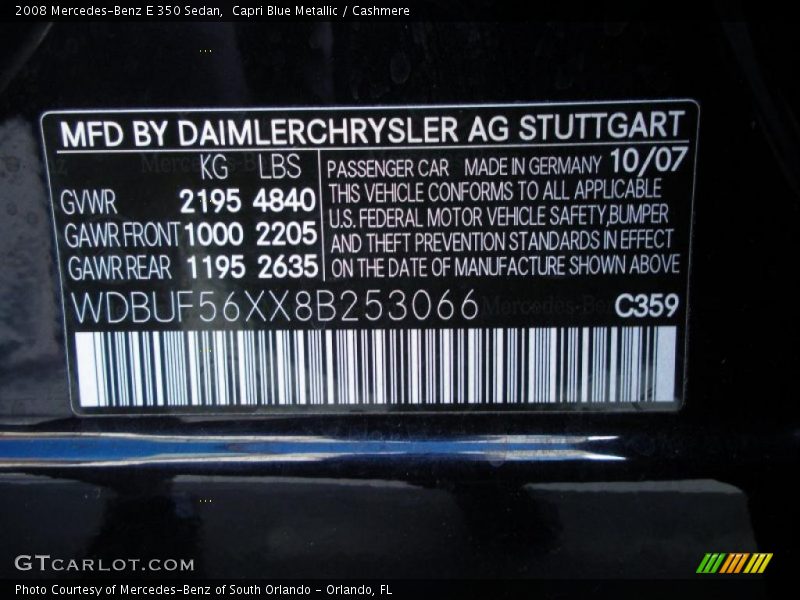 2008 Mercedes-Benz E 350 Sedan,  Capri Blue Metallic / Cashmere
MFD BY DAIMLERCHRYSLER AG STUTTGART
KG LBS
GVWR 2195 4840
GAWR FRONT 1000 2205
GAWR REAR 1195 2635
PASSENGER CAR MADE IN GERMANY 10/07
THIS VEHICLE CONFORMS TO ALL APPLICABLE
U.S. FEDERAL MOTOR VEHICLE SAFETY,BUMPER
AND THEFT PREVENTION STANDARDS IN EFFECT
ON THE DATE OF MANUFACTURE SHOWN ABOVE
WDBUF56XX8B253066 C359
GTCARLOT.COM
Photo Courtesy of Mercedes-Benz of South Orlando - Orlando, FL